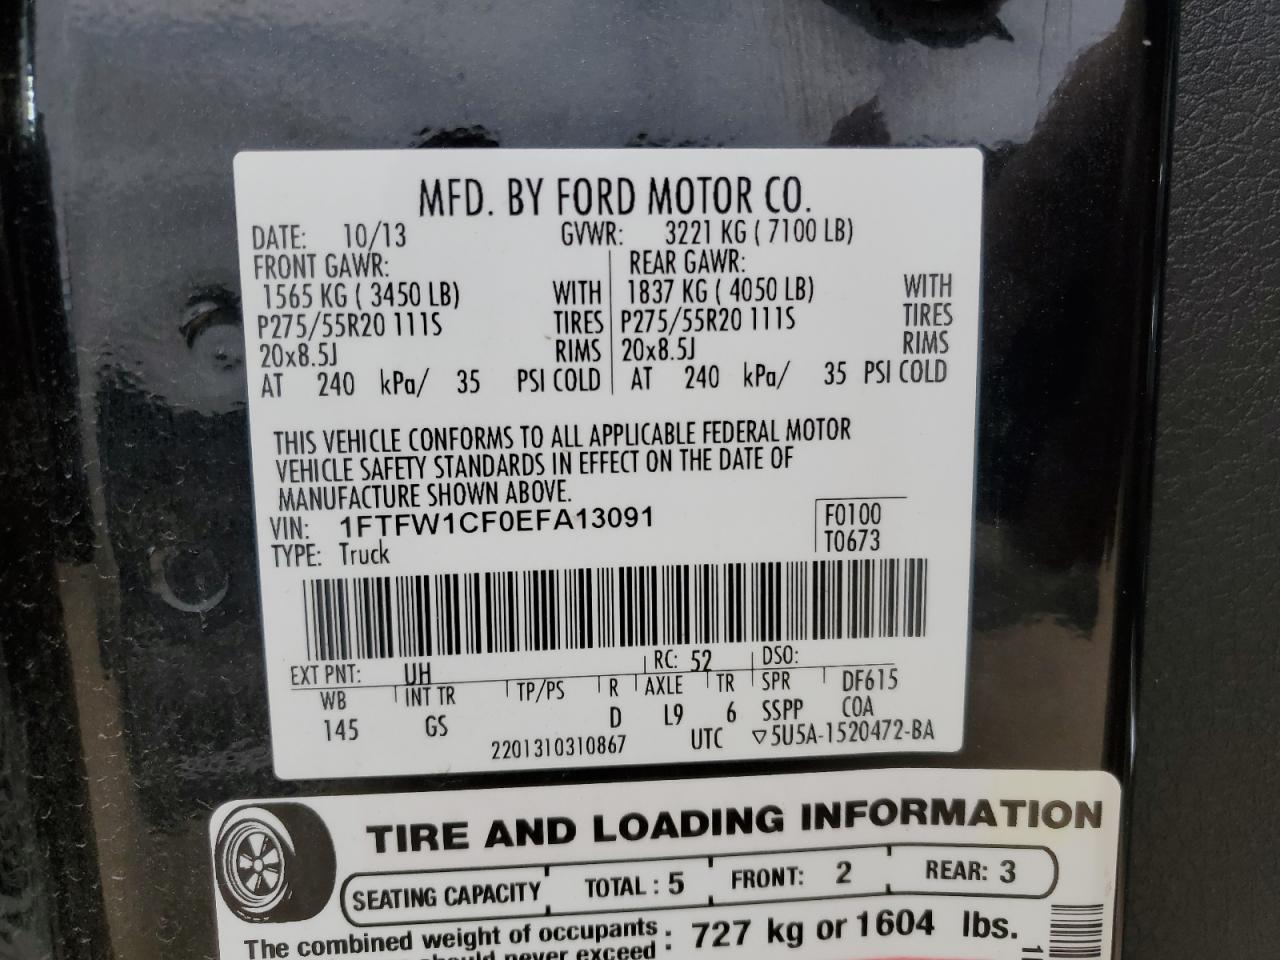 MFD. BY FORD MOTOR CO.
DATE: 10/13 GVWR: 3221 KG ( 7100 LB)
FRONT GAWR: REAR GAWR:
1565 KG ( 3450 LB) WITH 1837 KG ( 4050 LB) WITH
P275/55R20 111S TIRES P275/55R20 111S TIRES
20x8.5J RIMS 20x8.5J RIMS
AT 240 kPa/ 35 PSI COLD AT 240 kPa/ 35 PSI COLD
THIS VEHICLE CONFORMS TO ALL APPLICABLE FEDERAL MOTOR
VEHICLE SAFETY STANDARDS IN EFFECT ON THE DATE OF
MANUFACTURE SHOWN ABOVE.
VIN: 1FTFW1CF0EFA13091 F0100
TYPE: Truck T0673
EXT PNT: UH RC: 52 DSO:
WB INT TR TP/PS R AXLE TR SPR DF615
145 GS D L9 6 SSPP COA
2201310310867 UTC ▽5U5A-1520472-BA
TIRE AND LOADING INFORMATION
SEATING CAPACITY TOTAL : 5 FRONT: 2 REAR: 3
The combined weight of occupants : 727 kg or 1604 lbs.
should never exceed :